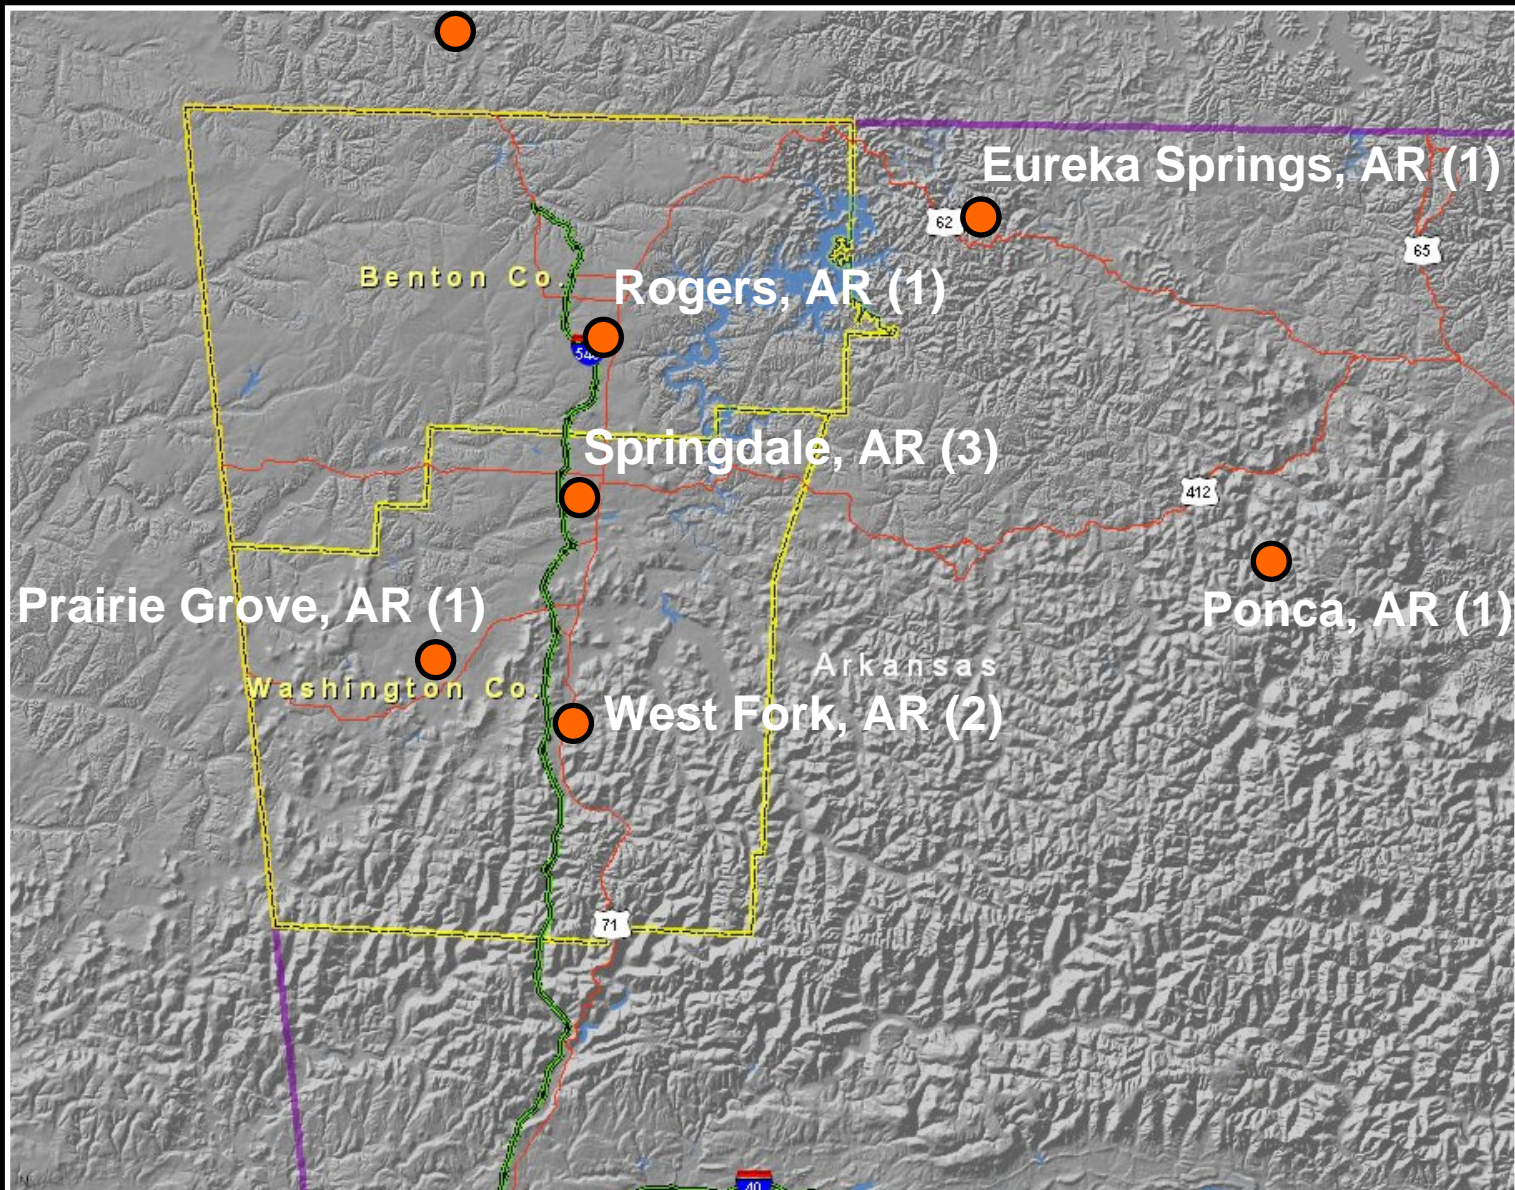 Eureka Springs, AR (1)
62
65
Benton Co.
Rogers, AR (1)
540
Springdale, AR (3)
412
Prairie Grove, AR (1)
Ponca, AR (1)
Arkansas
Washington Co.
West Fork, AR (2)
71
40